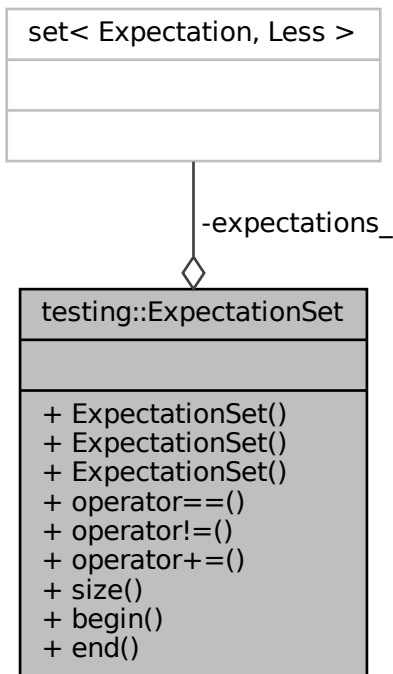 set< Expectation, Less >
-expectations_
testing::ExpectationSet
+ ExpectationSet()
+ ExpectationSet()
+ ExpectationSet()
+ operator==()
+ operator!=()
+ operator+=()
+ size()
+ begin()
+ end()